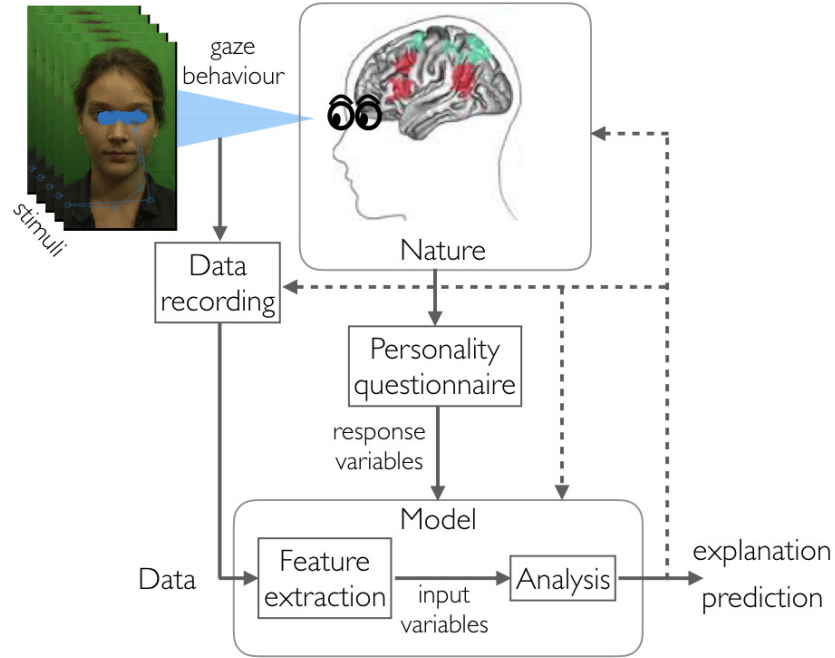 gaze
behaviour
stimuli
Nature
Data
recording
Personality
questionnaire
response
variables
Model
Data
Feature
extraction
input
variables
Analysis
explanation
prediction